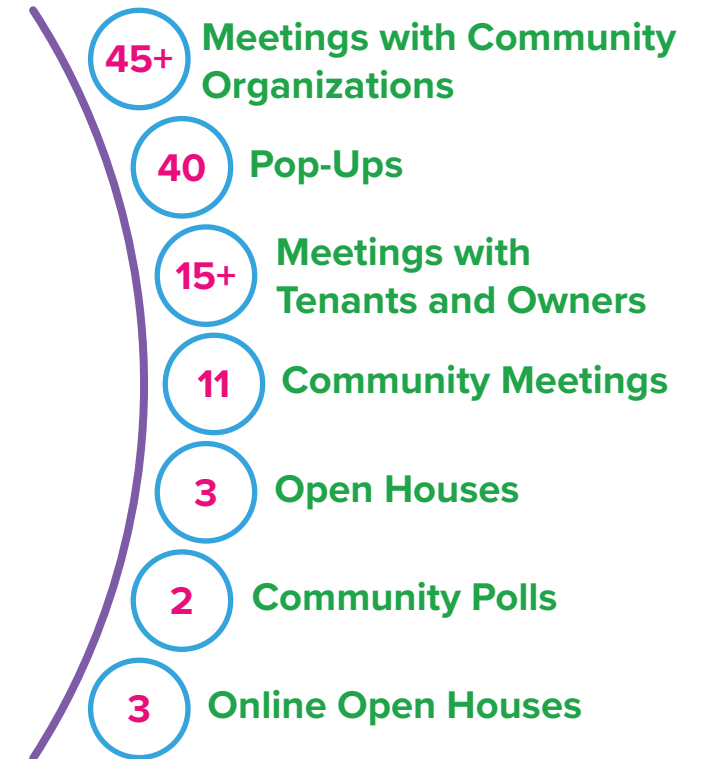 45+
Meetings with Community
Organizations
40
Pop-Ups
15+
Meetings with
Tenants and Owners
11
Community Meetings
3
Open Houses
2
Community Polls
3
Online Open Houses